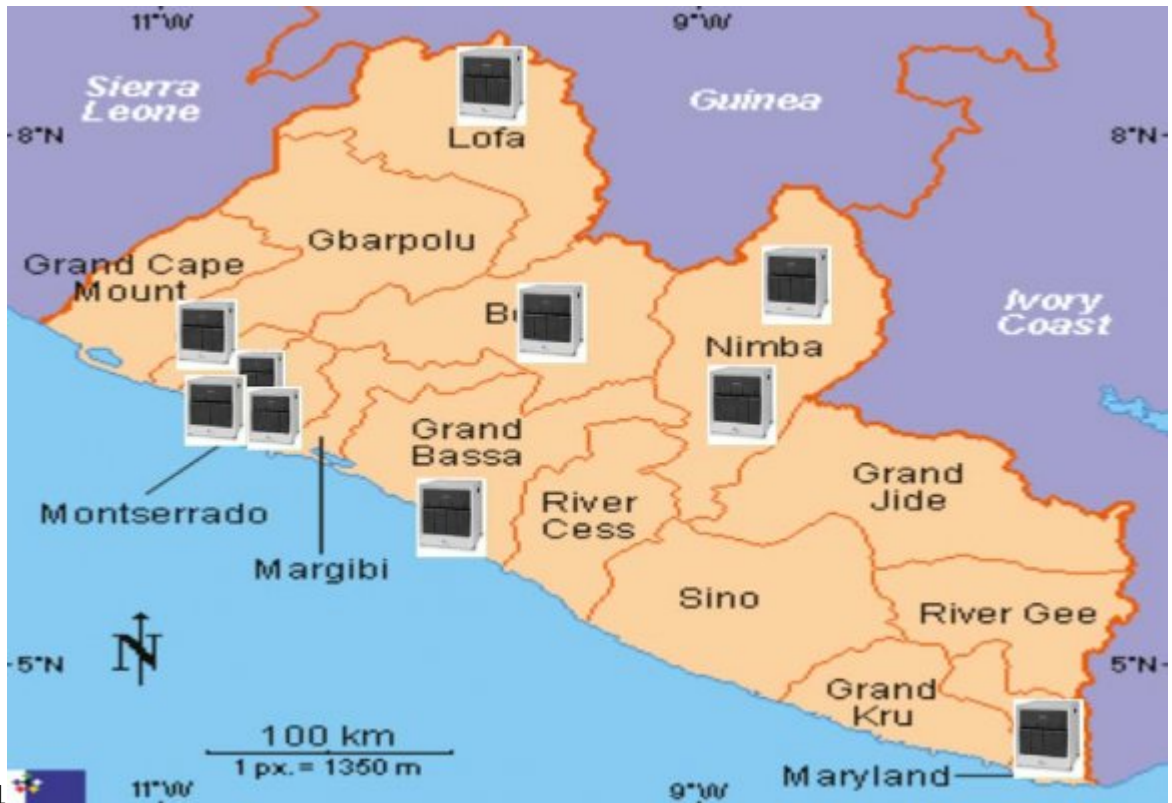 11°W
9°W
Sierra
Leone
Guinea
8°N
8°N
Lofa
Gbarpolu
Grand Cape
Mount
Ivory
Coast
Nimba
Grand
Bassa
Grand
Jide
River
Cess
Montserrado
Margibi
Sino
River Gee
N
5°N
5°N
Grand
Kru
100 km
1 px. = 1350 m
Maryland
11°W
9°W